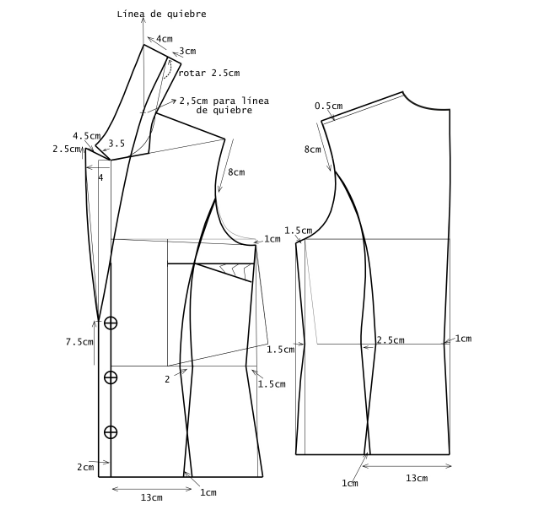 Línea de quiebre
4cm
3cm
rotar 2.5cm
2,5cm para línea
de quiebre
4.5cm
3.5
2.5cm
4
8cm
1cm
7.5cm
2
1.5cm
2cm
13cm
1cm
0.5cm
8cm
1.5cm
1.5cm
2.5cm
1cm
13cm
1cm